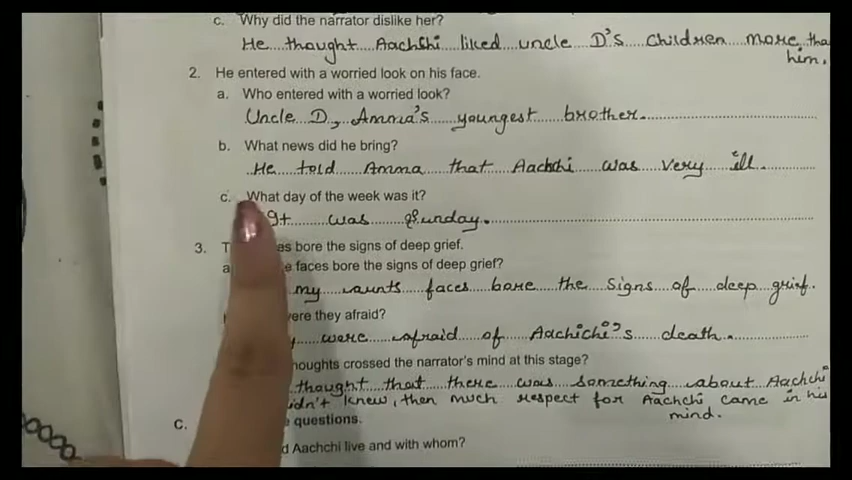 c. Why did the narrator dislike her?
He thought Aachchi liked uncle D's children more tha
him.
2. He entered with a worried look on his face.
a. Who entered with a worried look?
Uncle D, Amma's youngest brother.
b. What news did he bring?
He told Amma that Aachchi was very ill.
c. What day of the week was it?
It was Sunday.
3. es bore the signs of deep grief.
a e faces bore the signs of deep grief?
my aunts faces bore the signs of deep grief.
ere they afraid?
y were afraid of Aachichi's death.
houghts crossed the narrator's mind at this stage?
thought that there was something about Aachchi
idn't knew, then much respect for Aachchi came in his
mind.
C. e questions.
d Aachchi live and with whom?